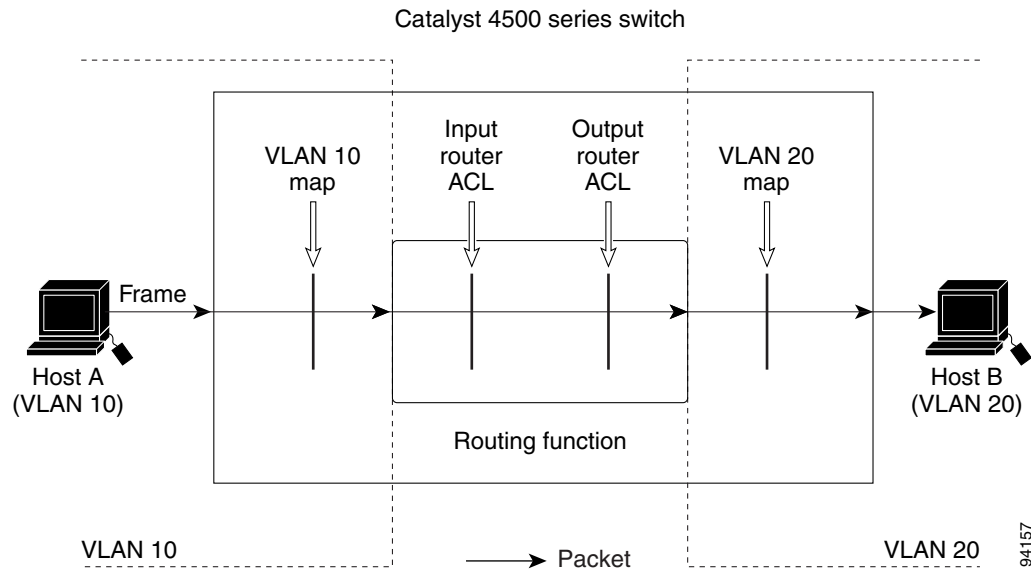 Catalyst 4500 series switch
VLAN 10
map
Input
router
ACL
Output
router
ACL
VLAN 20
map
Frame
Host A
(VLAN 10)
Host B
(VLAN 20)
Routing function
VLAN 10
Packet
VLAN 20
94157